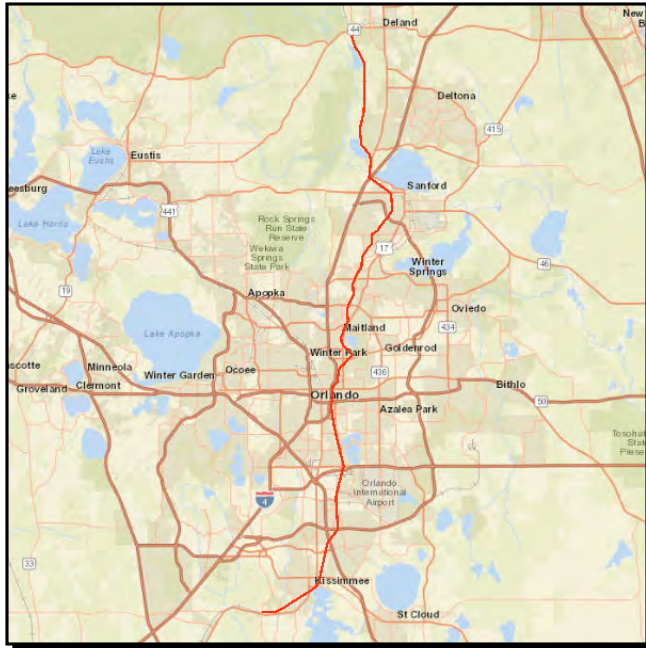 New
44
Deland
ke
Deltona
415
Lake
Eustis
Eustis
Sanford
eesburg
441
Lake Harris
Rock Springs
Run State
Reserve
17
Wekiwa
Springs
State Park
Winter
Springs
46
19
Apopka
Oviedo
Lake Apopka
Maitland
434
Winter Park
Goldenrod
uscotte
Minneola
Ocoee
436
Groveland
Clermont
Winter Garden
Bithlo
Orlando
50
Azalea Park
Tosohat
State
Prese
Orlando
International
Airport
4
33
Kissimmee
St Cloud